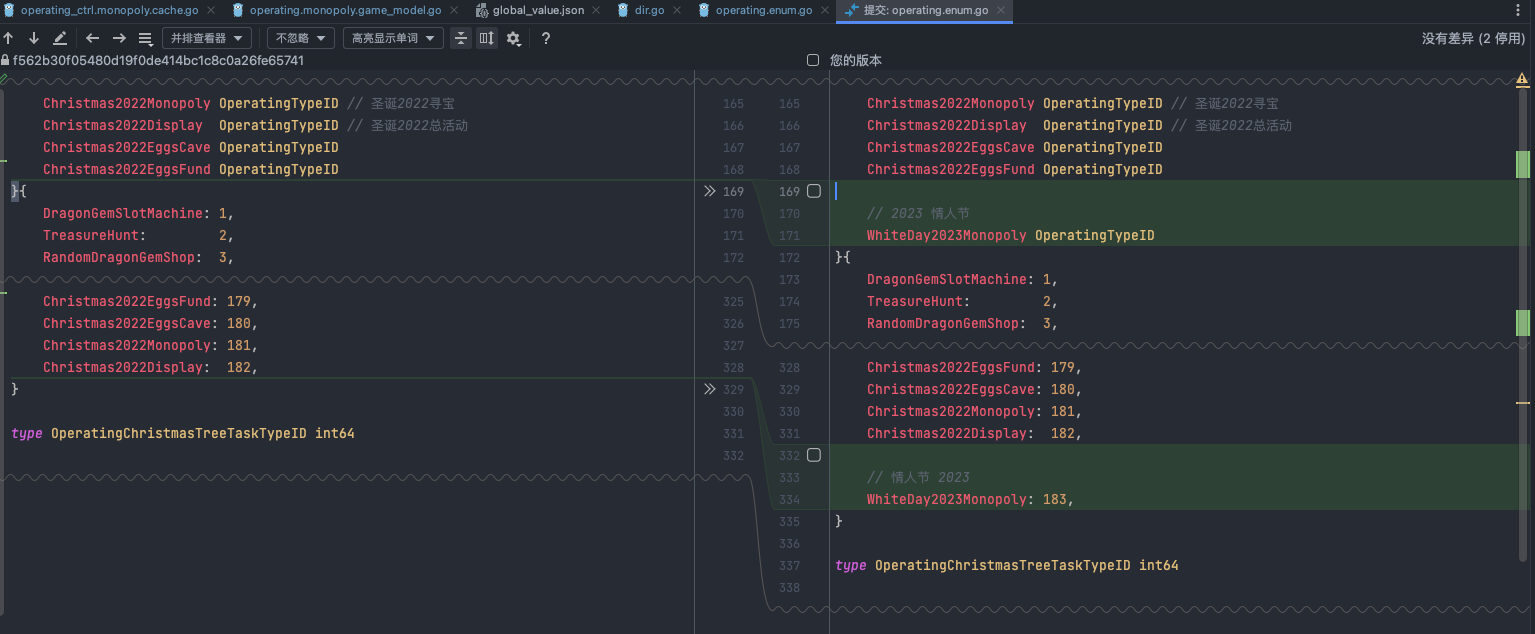 operating_ctrl.monopoly.cache.go operating.monopoly.game_model.go global_value.json dir.go operating.enum.go 提交: operating.enum.go
并排查看器 不忽略 高亮显示单词 ? 没有差异 (2 停用)
f562b30f05480d19f0de414bc1c8c0a26fe65741 您的版本
Christmas2022Monopoly OperatingTypeID // 圣诞2022寻宝 165 165 Christmas2022Monopoly OperatingTypeID // 圣诞2022寻宝
Christmas2022Display OperatingTypeID // 圣诞2022总活动 166 166 Christmas2022Display OperatingTypeID // 圣诞2022总活动
Christmas2022EggsCave OperatingTypeID 167 167 Christmas2022EggsCave OperatingTypeID
Christmas2022EggsFund OperatingTypeID 168 168 Christmas2022EggsFund OperatingTypeID
}{ 169 169
DragonGemSlotMachine: 1, 170 170 // 2023 情人节
TreasureHunt: 2, 171 171 WhiteDay2023Monopoly OperatingTypeID
RandomDragonGemShop: 3, 172 172 }{
173 DragonGemSlotMachine: 1,
Christmas2022EggsFund: 179, 325 174 TreasureHunt: 2,
Christmas2022EggsCave: 180, 326 175 RandomDragonGemShop: 3,
Christmas2022Monopoly: 181, 327
Christmas2022Display: 182, 328 328 Christmas2022EggsFund: 179,
} 329 329 Christmas2022EggsCave: 180,
330 330 Christmas2022Monopoly: 181,
type OperatingChristmasTreeTaskTypeID int64 331 331 Christmas2022Display: 182,
332 332
333 // 情人节 2023
334 WhiteDay2023Monopoly: 183,
335 }
336
337 type OperatingChristmasTreeTaskTypeID int64
338